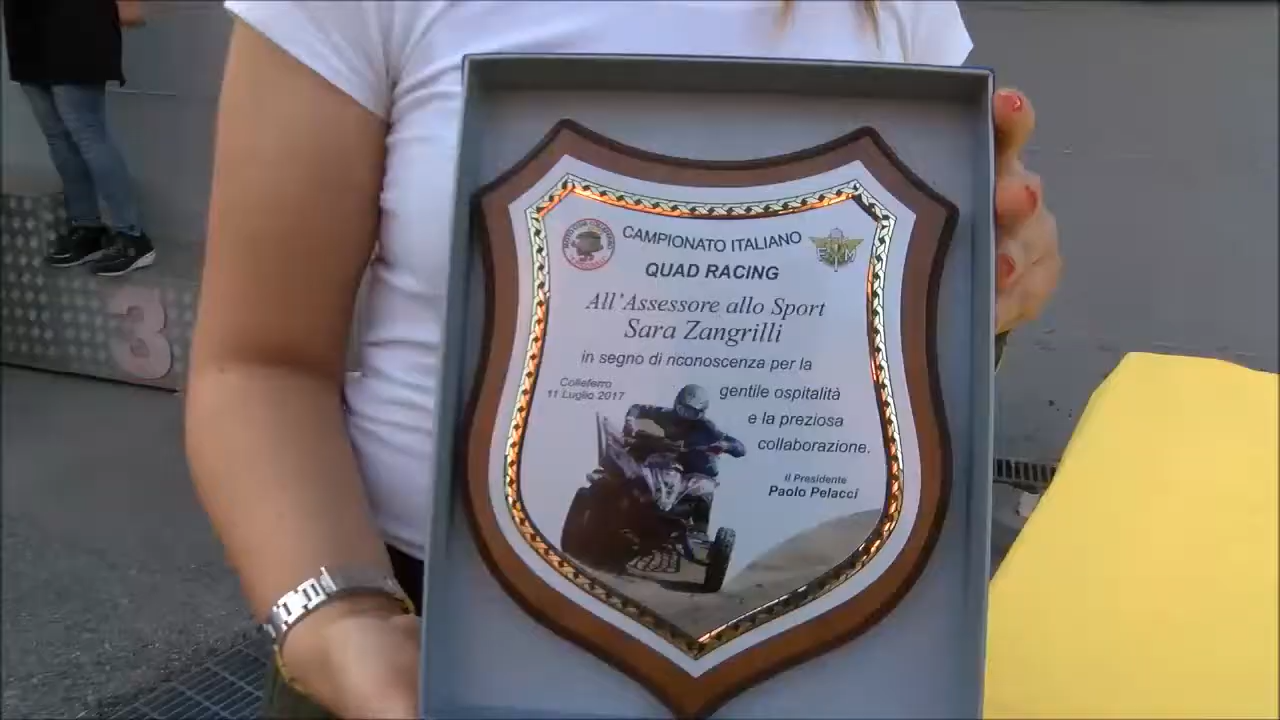 CAMPIONATO ITALIANO
QUAD RACING
All'Assessore allo Sport
Sara Zangrilli
in segno di riconoscenza per la
gentile ospitalità
e la preziosa
collaborazione.
Colleferro
11 Luglio 2017
Il Presidente
Paolo Pelacci
FM
3